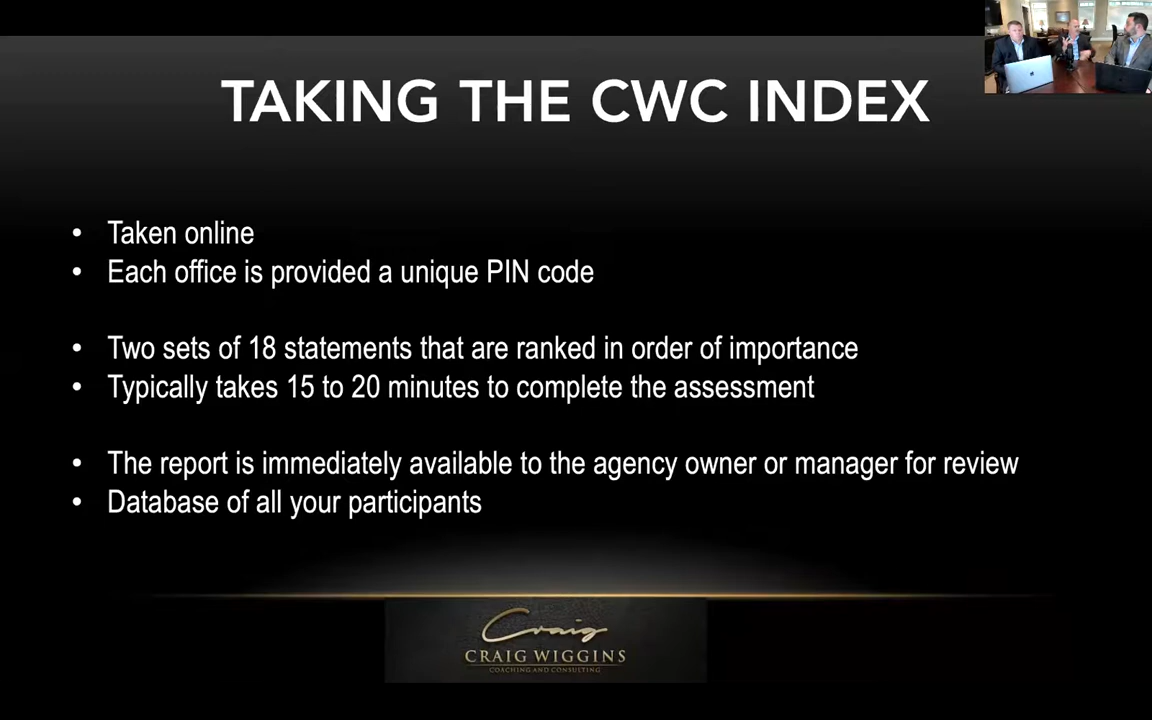 TAKING THE CWC INDEX
• Taken online
• Each office is provided a unique PIN code
• Two sets of 18 statements that are ranked in order of importance
• Typically takes 15 to 20 minutes to complete the assessment
• The report is immediately available to the agency owner or manager for review
• Database of all your participants
Craig
CRAIG WIGGINS
COACHING AND CONSULTING